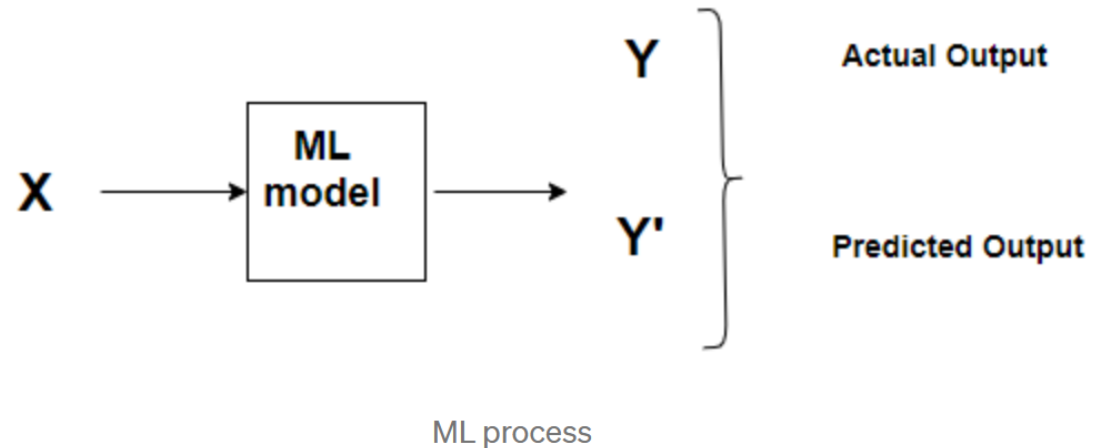 Y
Actual Output
ML
model
X
Y'
Predicted Output
ML process